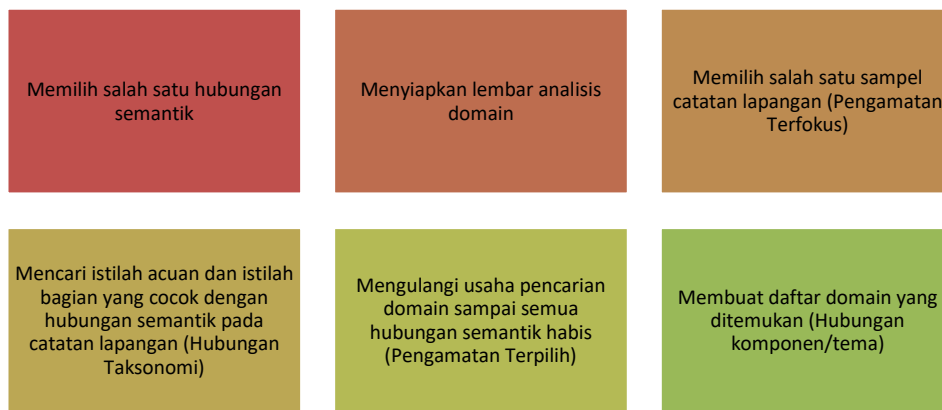 Memilih salah satu hubungan
semantik
Menyiapkan lembar analisis
domain
Memilih salah satu sampel
catatan lapangan (Pengamatan
Terfokus)
Mencari istilah acuan dan istilah
bagian yang cocok dengan
hubungan semantik pada
catatan lapangan (Hubungan
Taksonomi)
Mengulangi usaha pencarian
domain sampai semua
hubungan semantik habis
(Pengamatan Terpilih)
Membuat daftar domain yang
ditemukan (Hubungan
komponen/tema)